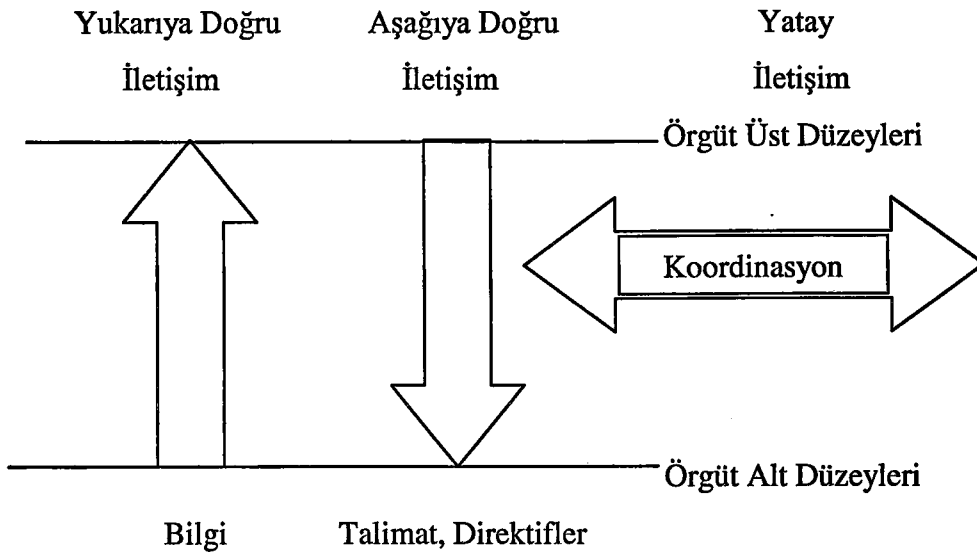 Yukarıya Doğru
İletişim
Aşağıya Doğru
İletişim
Yatay
İletişim
Örgüt Üst Düzeyleri
Koordinasyon
Örgüt Alt Düzeyleri
Bilgi
Talimat, Direktifler